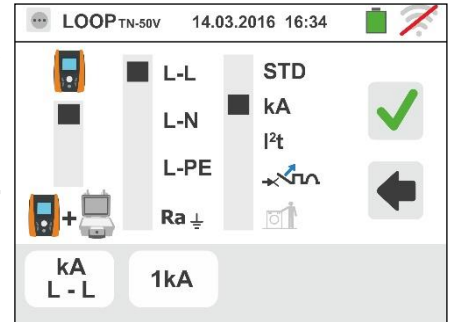 LOOP TN-50V 14.03.2016 16:34
L-L
L-N
L-PE
Ra
STD
kA
I²t
+
kA
L - L
1kA